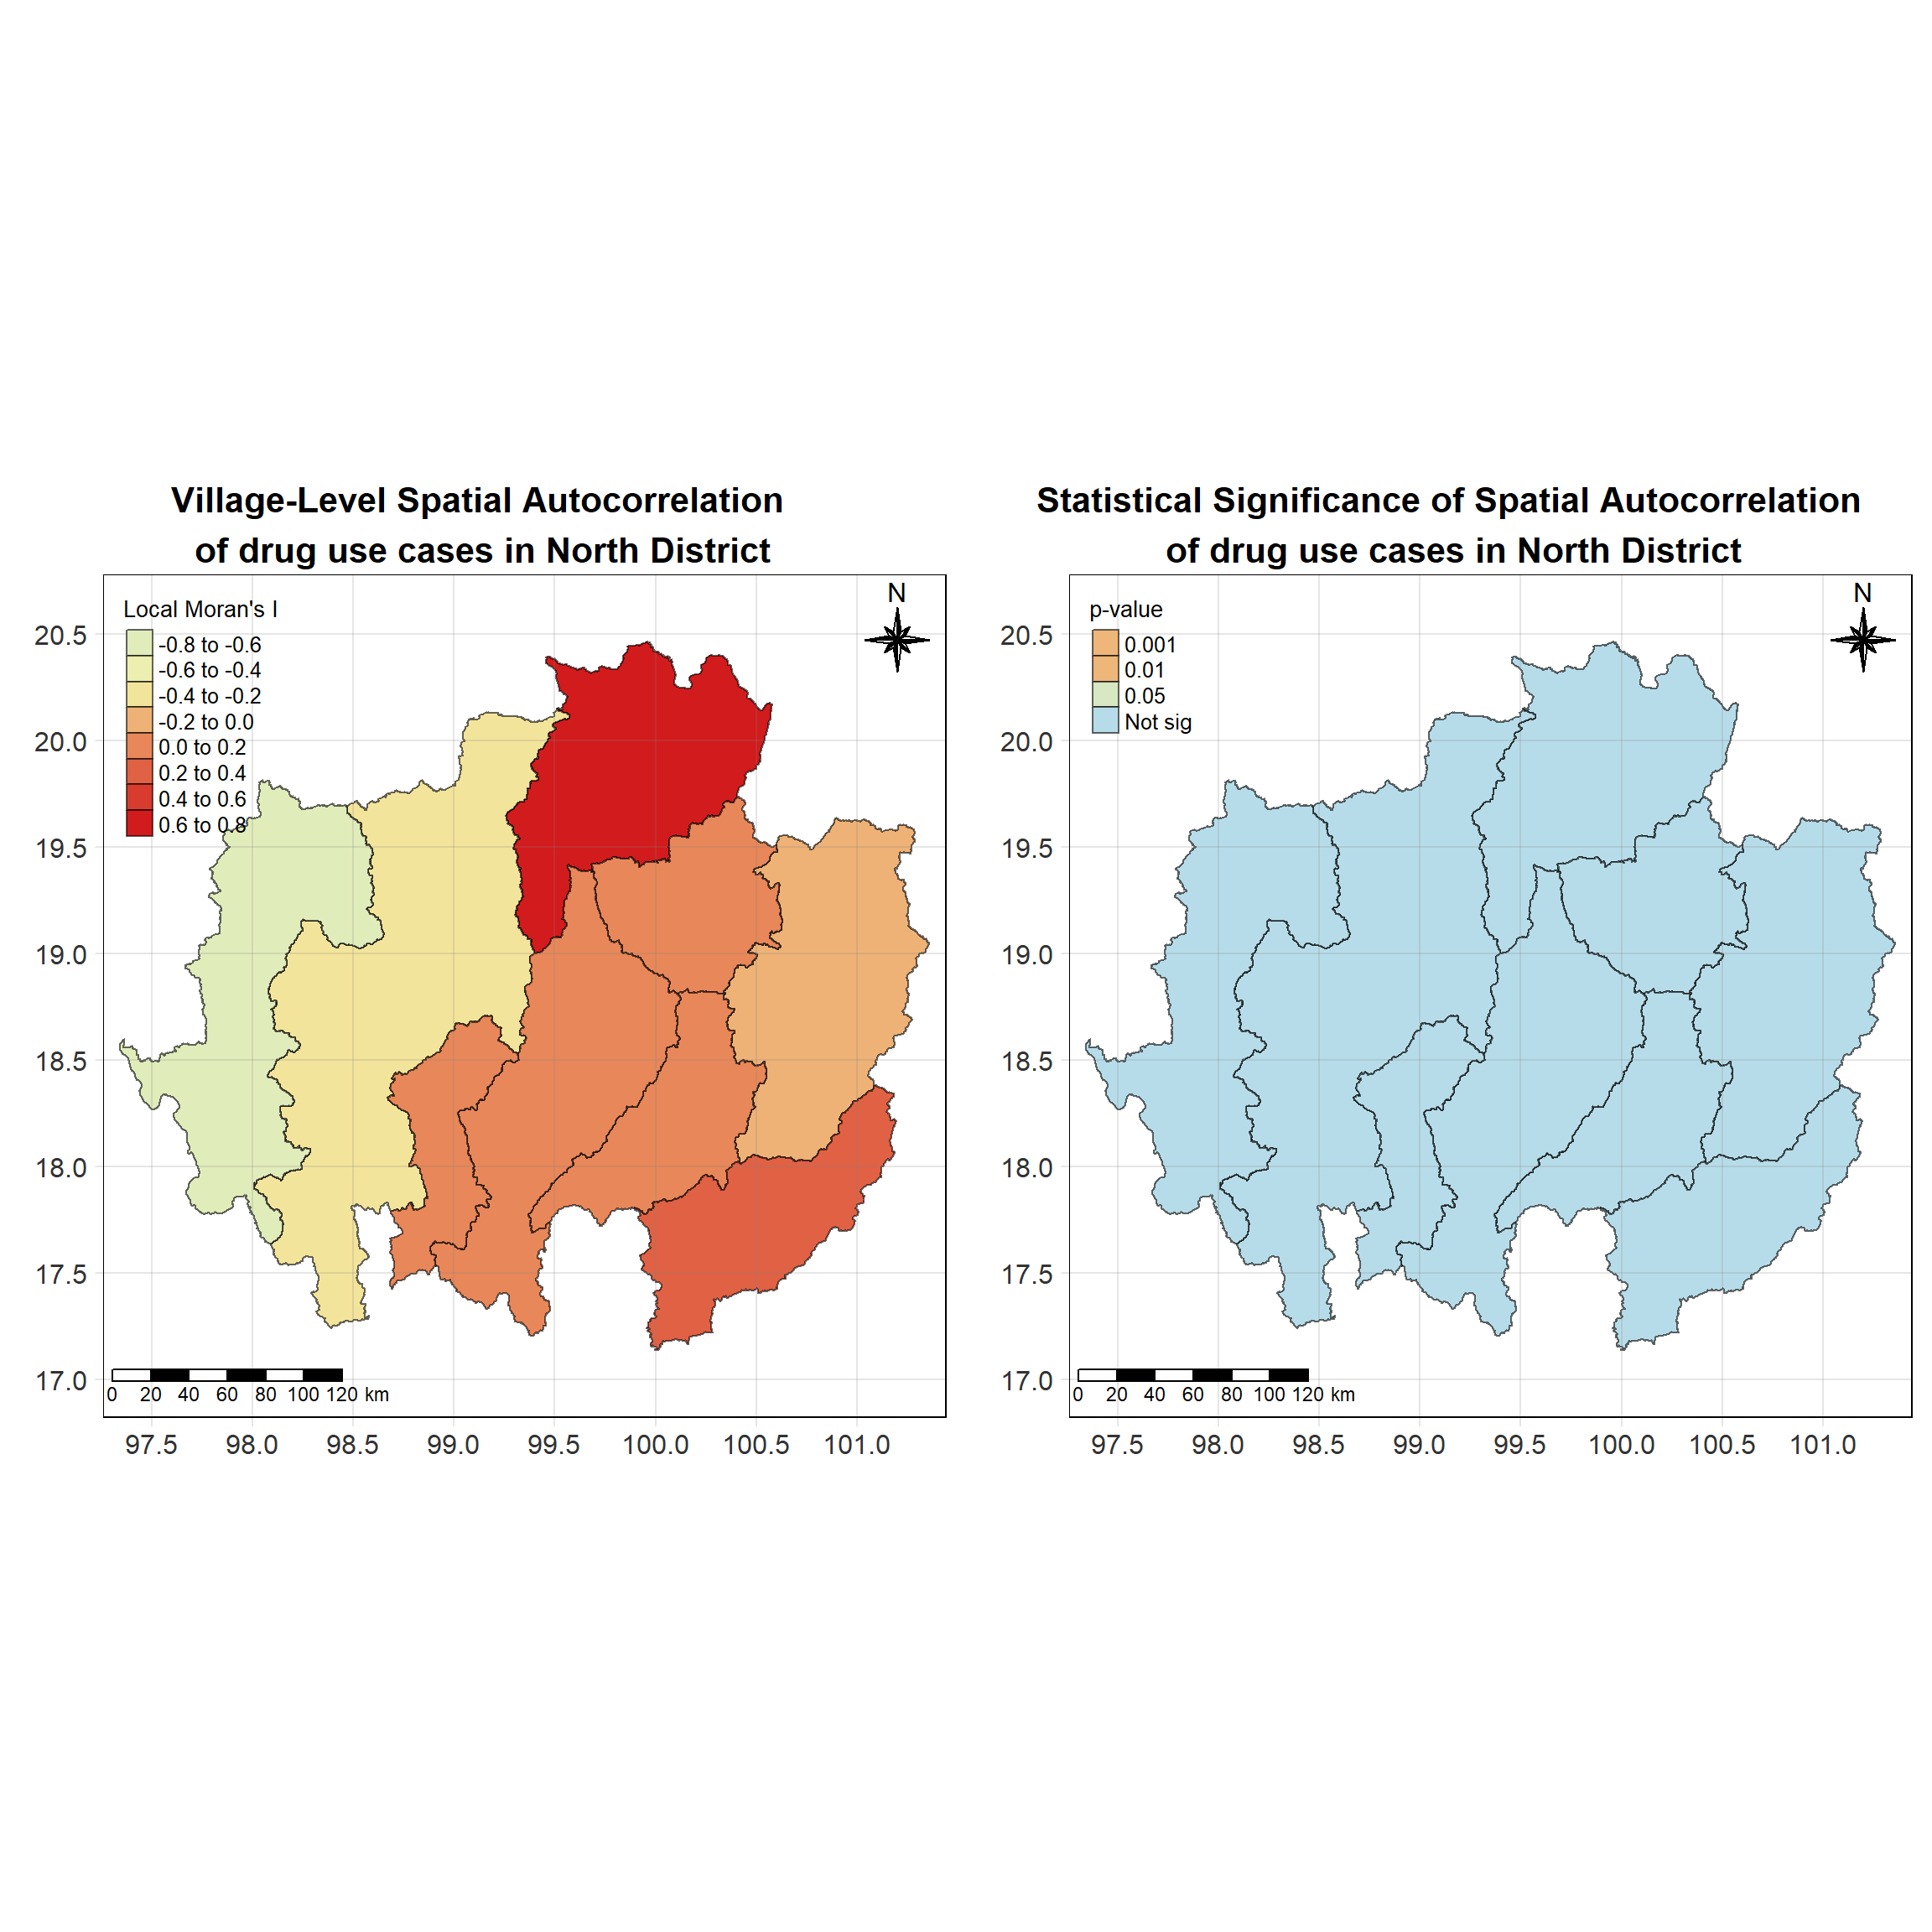 Village-Level Spatial Autocorrelation
of drug use cases in North District
N
Local Moran's I
-0.8 to -0.6
-0.6 to -0.4
-0.4 to -0.2
-0.2 to 0.0
0.0 to 0.2
0.2 to 0.4
0.4 to 0.6
0.6 to 0.8
20.5
20.0
19.5
19.0
18.5
18.0
17.5
17.0
0 20 40 60 80 100 120 km
97.5 98.0 98.5 99.0 99.5 100.0 100.5 101.0
Statistical Significance of Spatial Autocorrelation
of drug use cases in North District
N
p-value
0.001
0.01
0.05
Not sig
20.5
20.0
19.5
19.0
18.5
18.0
17.5
17.0
0 20 40 60 80 100 120 km
97.5 98.0 98.5 99.0 99.5 100.0 100.5 101.0